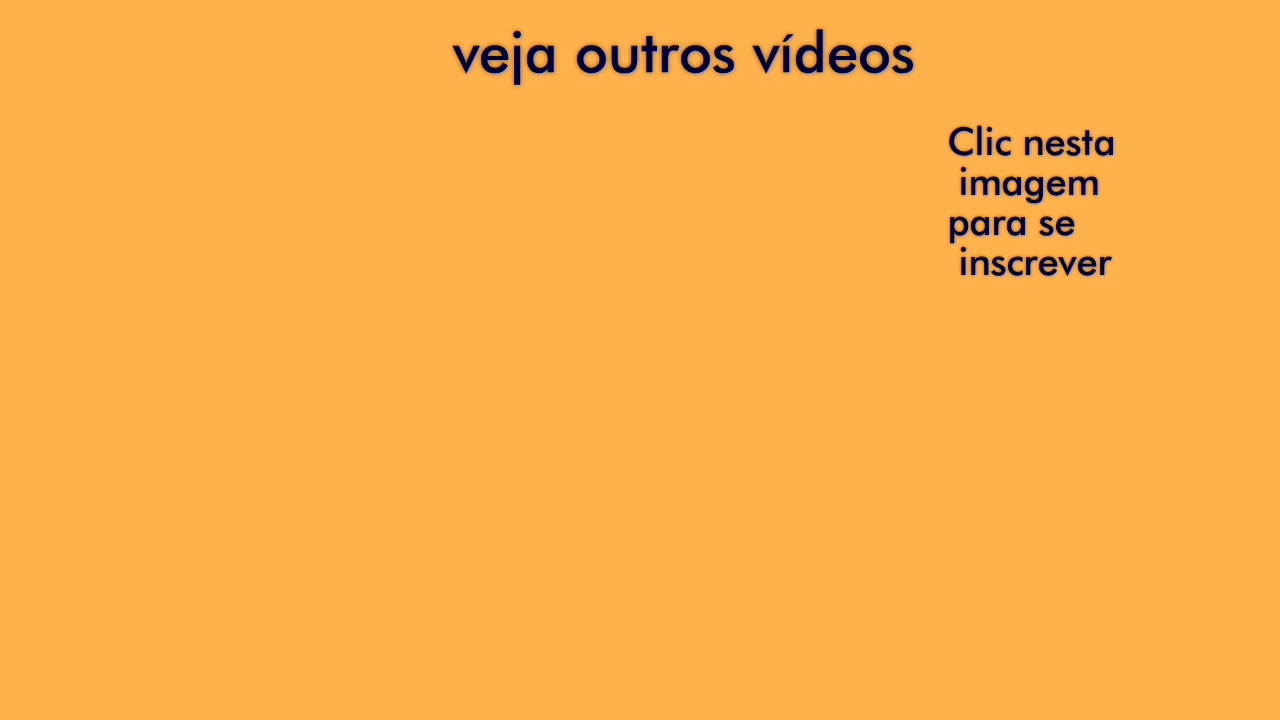 veja outros vídeos
Clic nesta
imagem
para se
inscrever